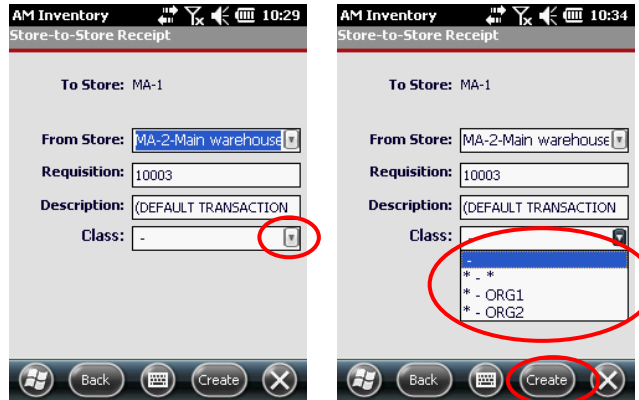 AM Inventory 10:29
Store-to-Store Receipt
To Store: MA-1
From Store: MA-2-Main warehouse
Requisition: 10003
Description: (DEFAULT TRANSACTION
Class: -
Back Create
AM Inventory 10:34
Store-to-Store Receipt
To Store: MA-1
From Store: MA-2-Main warehouse
Requisition: 10003
Description: (DEFAULT TRANSACTION
Class: -
-
* - *
* - ORG1
* - ORG2
Back Create